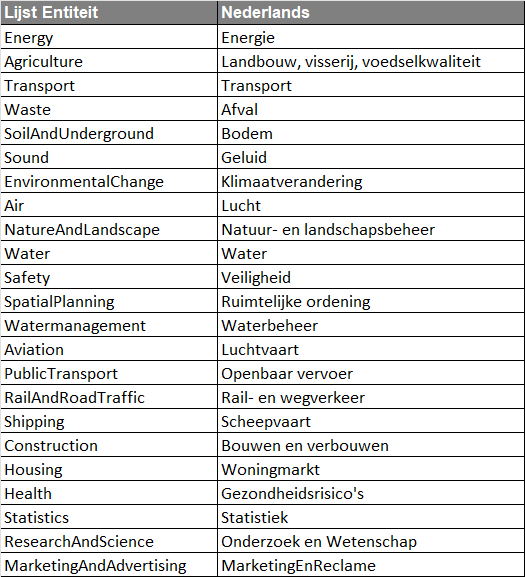 Lijst Entiteit Nederlands
Energy Energie
Agriculture Landbouw, visserij, voedselkwaliteit
Transport Transport
Waste Afval
SoilAndUnderground Bodem
Sound Geluid
EnvironmentalChange Klimaatverandering
Air Lucht
NatureAndLandscape Natuur- en landschapsbeheer
Water Water
Safety Veiligheid
SpatialPlanning Ruimtelijke ordening
Watermanagement Waterbeheer
Aviation Luchtvaart
PublicTransport Openbaar vervoer
RailAndRoadTraffic Rail- en wegverkeer
Shipping Scheepvaart
Construction Bouwen en verbouwen
Housing Woningmarkt
Health Gezondheidsrisico's
Statistics Statistiek
ResearchAndScience Onderzoek en Wetenschap
MarketingAndAdvertising MarketingEnReclame